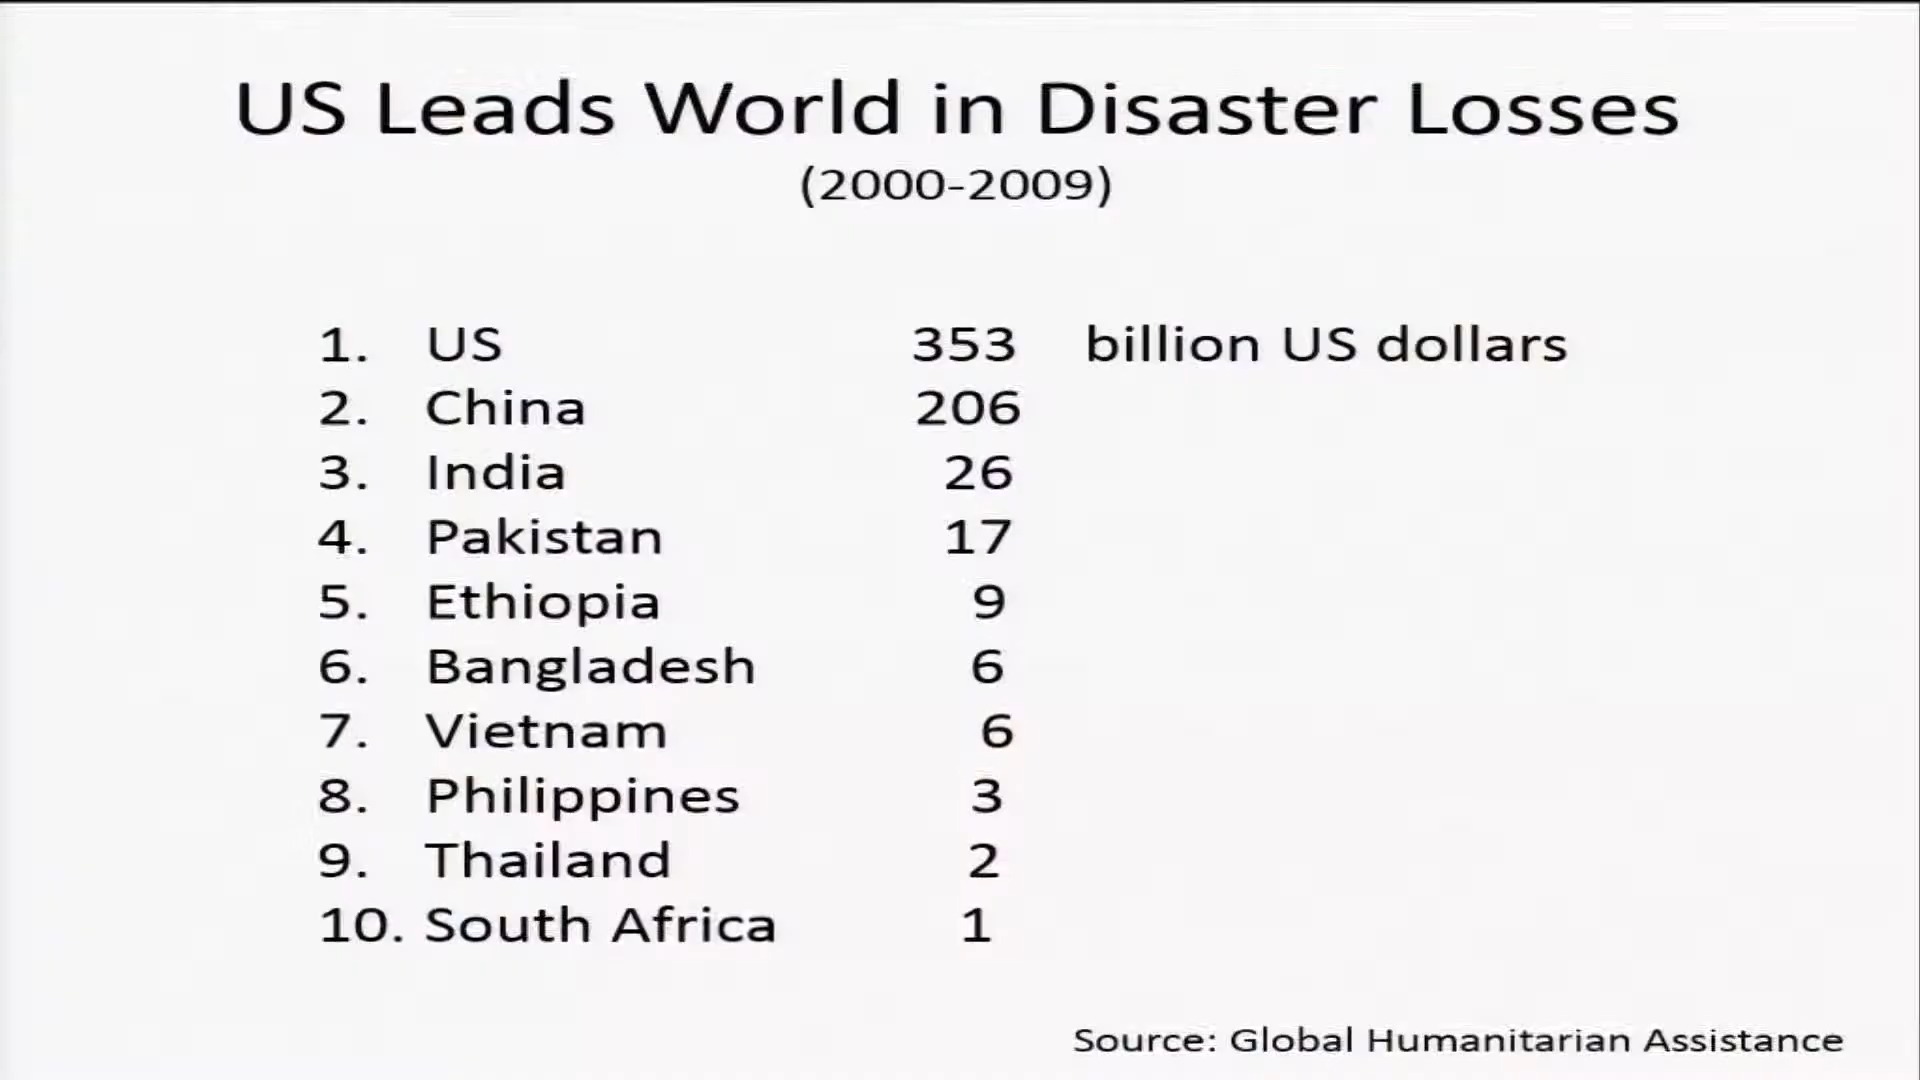 US Leads World in Disaster Losses
(2000-2009)
1. US 353 billion US dollars
2. China 206
3. India 26
4. Pakistan 17
5. Ethiopia 9
6. Bangladesh 6
7. Vietnam 6
8. Philippines 3
9. Thailand 2
10. South Africa 1
Source: Global Humanitarian Assistance